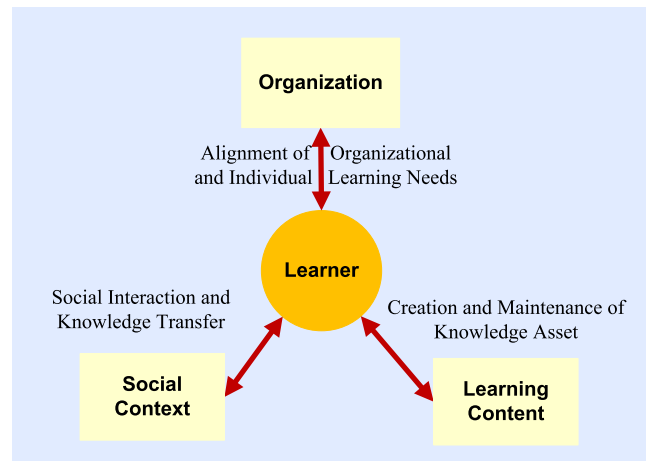 Organization
Alignment of Organizational
and Individual Learning Needs
Learner
Social Interaction and
Knowledge Transfer
Creation and Maintenance of
Knowledge Asset
Social
Context
Learning
Content